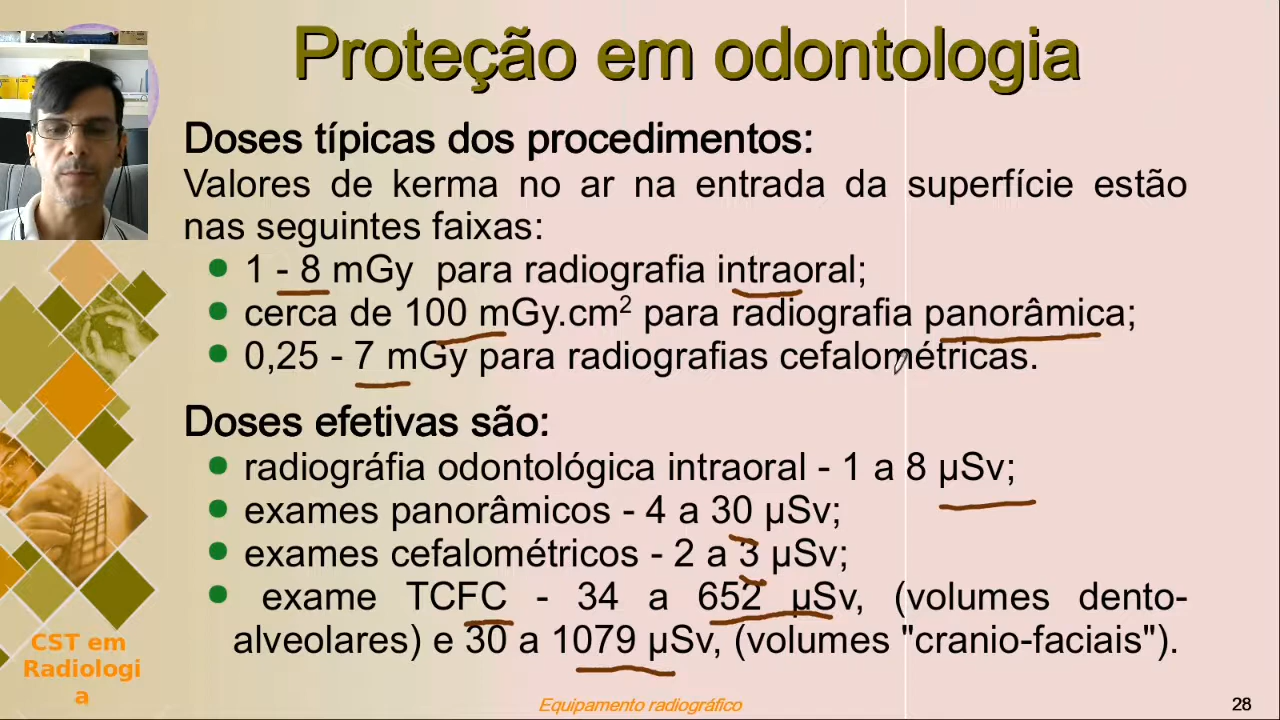 Proteção em odontologia
Doses típicas dos procedimentos:
Valores de kerma no ar na entrada da superfície estão
nas seguintes faixas:
1 - 8 mGy para radiografia intraoral;
cerca de 100 mGy.cm² para radiografia panorâmica;
0,25 - 7 mGy para radiografias cefalométricas.
Doses efetivas são:
radiográfia odontológica intraoral - 1 a 8 µSv;
exames panorâmicos - 4 a 30 µSv;
exames cefalométricos - 2 a 3 µSv;
exame TCFC - 34 a 652 µSv, (volumes dento-
alveolares) e 30 a 1079 µSv, (volumes "cranio-faciais").
CST em
Radiologi
a
Equipamento radiográfico
28